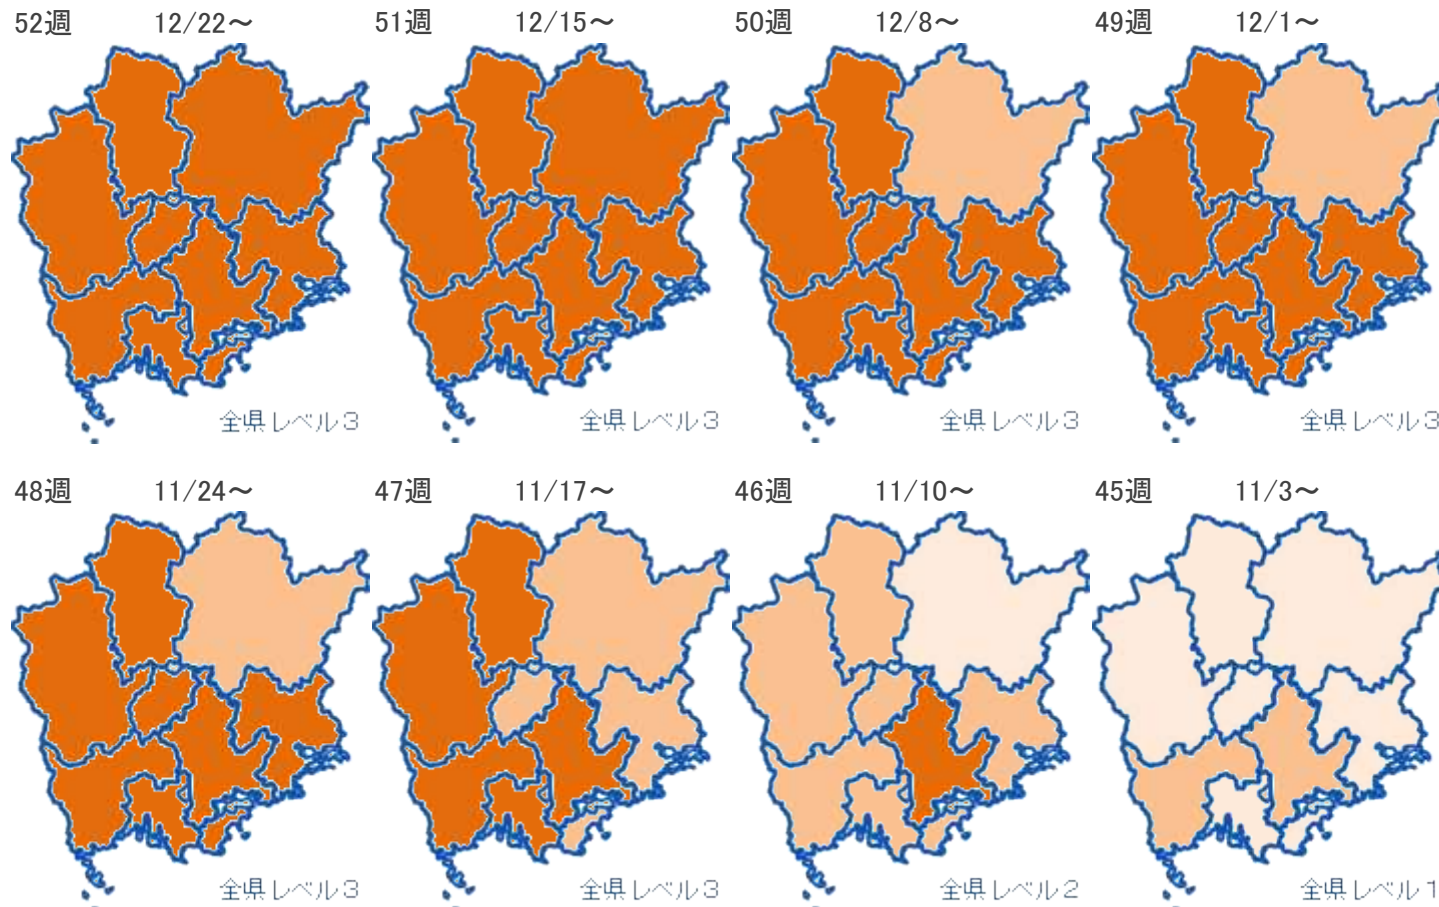 52週 12/22～
51週 12/15～
50週 12/8～
49週 12/1～
全県レベル３
全県レベル３
全県レベル３
全県レベル３
48週 11/24～
47週 11/17～
46週 11/10～
45週 11/3～
全県レベル３
全県レベル３
全県レベル２
全県レベル１